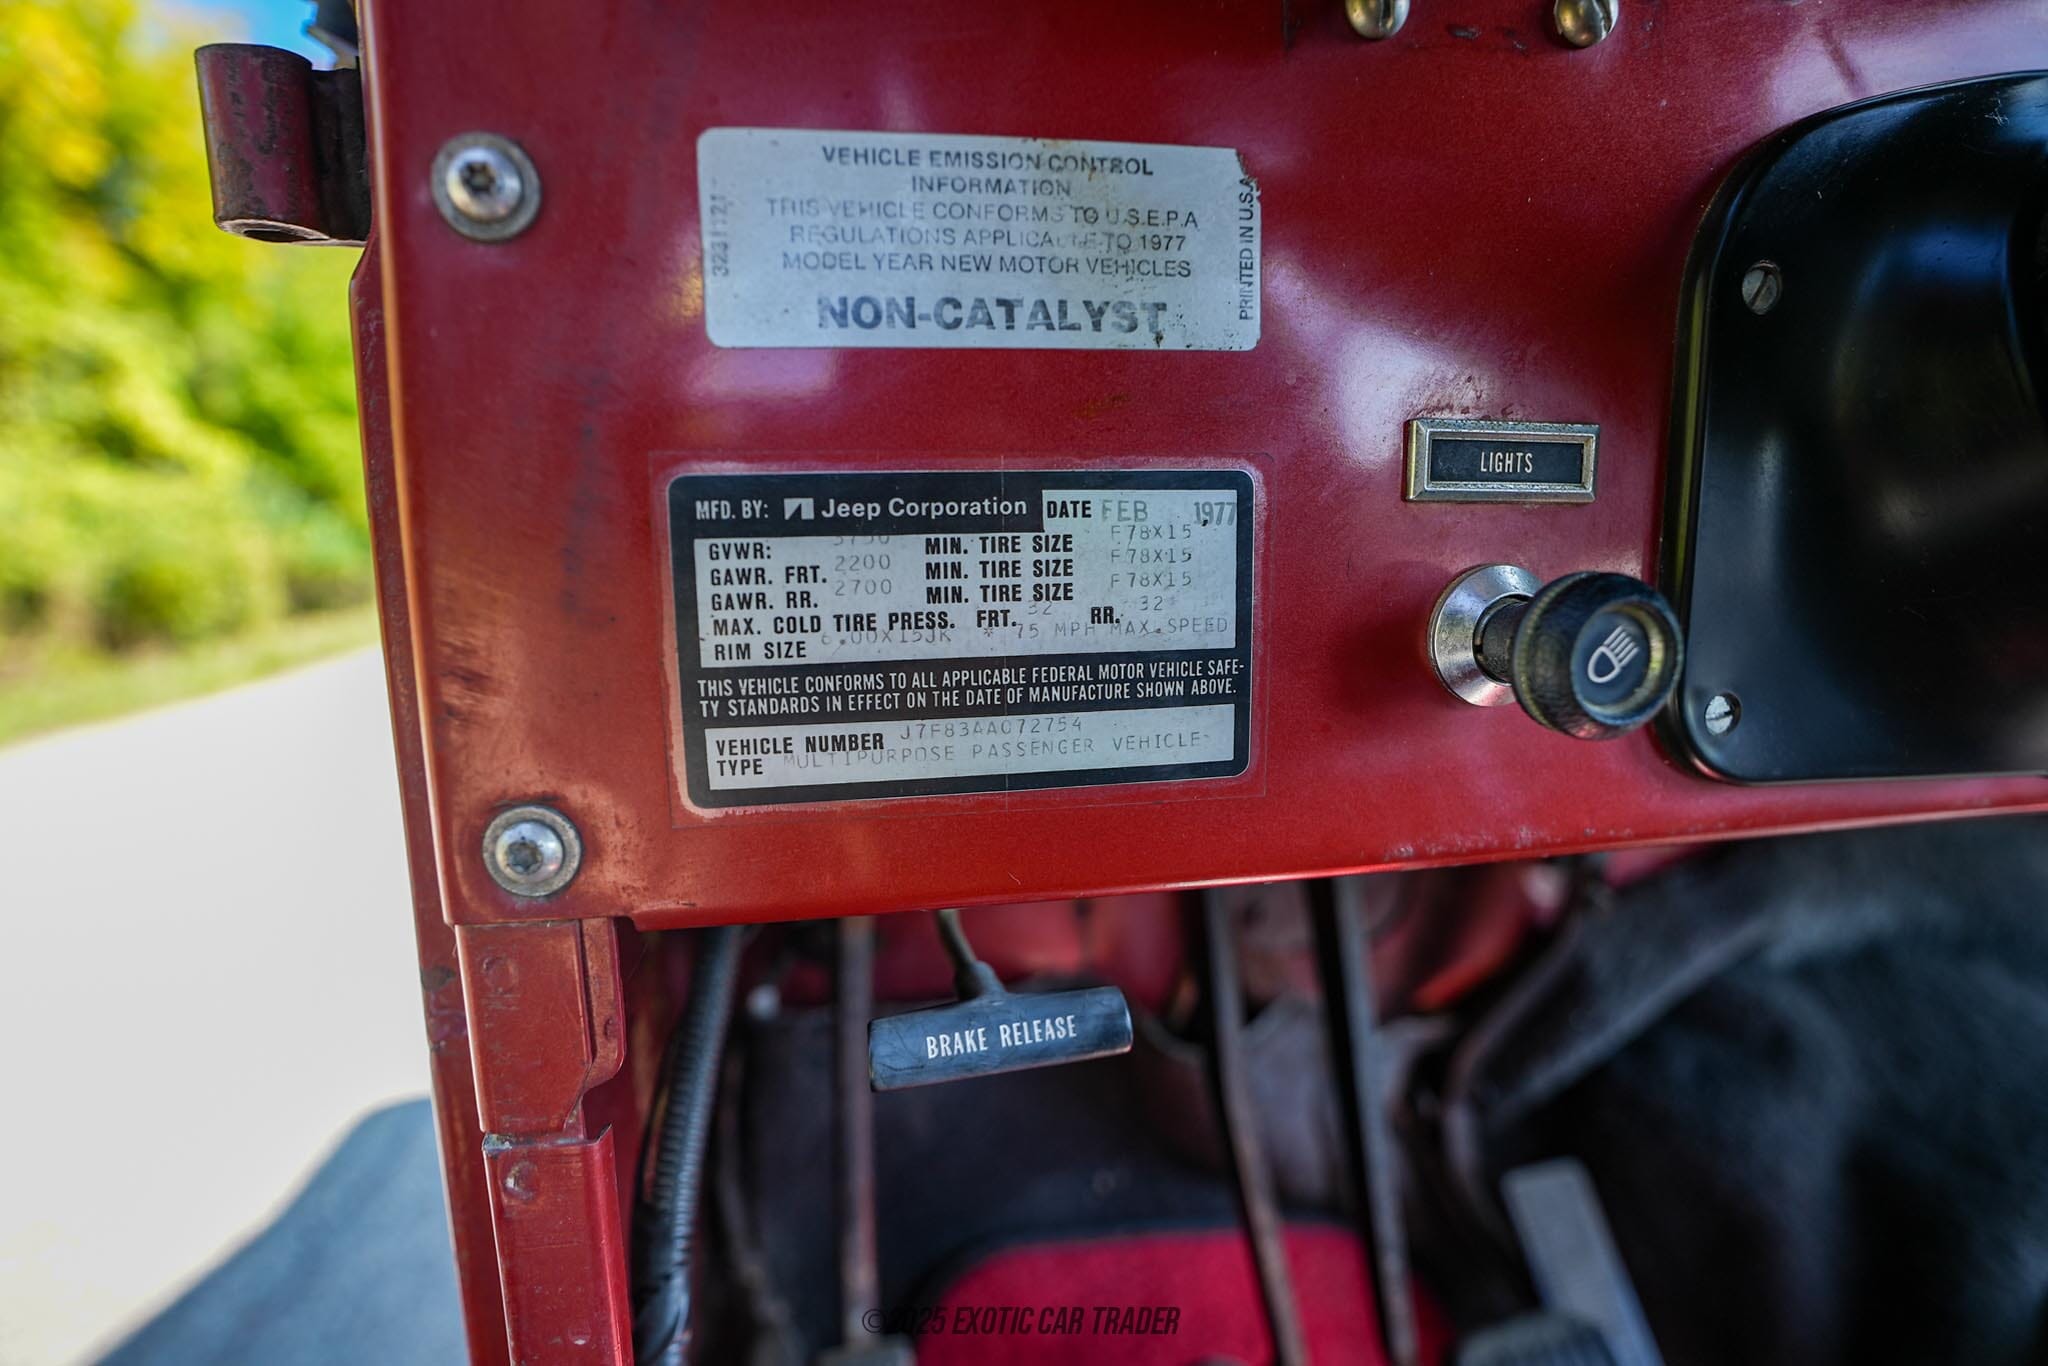 VEHICLE EMISSION CONTROL
INFORMATION
THIS VEHICLE CONFORMS TO U.S.E.P.A
REGULATIONS APPLICABLE TO 1977
MODEL YEAR NEW MOTOR VEHICLES
NON-CATALYST
3231121
PRINTED IN U.S.A
LIGHTS
MFD. BY: Jeep Corporation DATE FEB 1977
GVWR: 3750 MIN. TIRE SIZE F78X15
GAWR. FRT. 2200 MIN. TIRE SIZE F78X15
GAWR. RR. 2700 MIN. TIRE SIZE F78X15
MAX. COLD TIRE PRESS. FRT. 32 RR. 32
RIM SIZE 6.00X15JK * 75 MPH MAX.SPEED
THIS VEHICLE CONFORMS TO ALL APPLICABLE FEDERAL MOTOR VEHICLE SAFE-
TY STANDARDS IN EFFECT ON THE DATE OF MANUFACTURE SHOWN ABOVE.
VEHICLE NUMBER J7F83AA072754
TYPE MULTIPURPOSE PASSENGER VEHICLE
BRAKE RELEASE
©2025 EXOTIC CAR TRADER